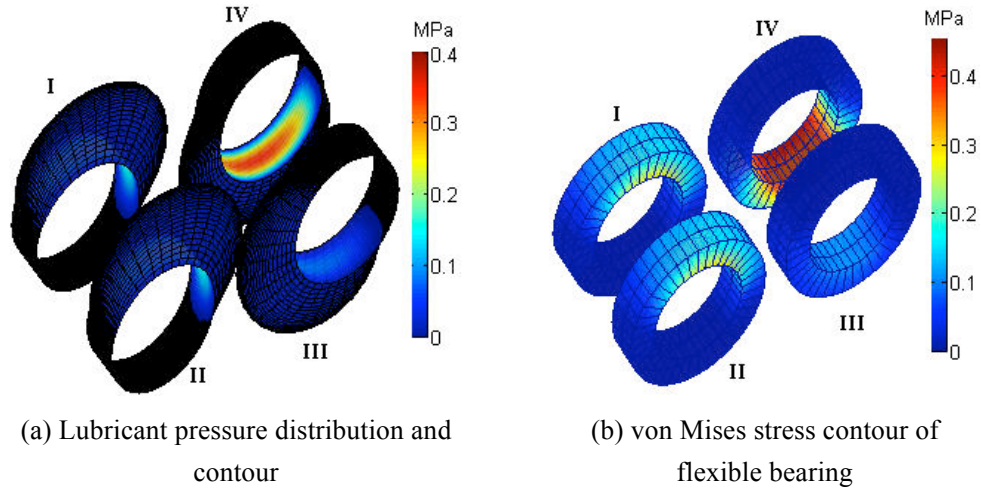 IV
MPa
0.4
0.3
0.2
0.1
0
I
II
III
IV
MPa
0.4
0.3
0.2
0.1
0
I
II
III
(a) Lubricant pressure distribution and
contour
(b) von Mises stress contour of
flexible bearing